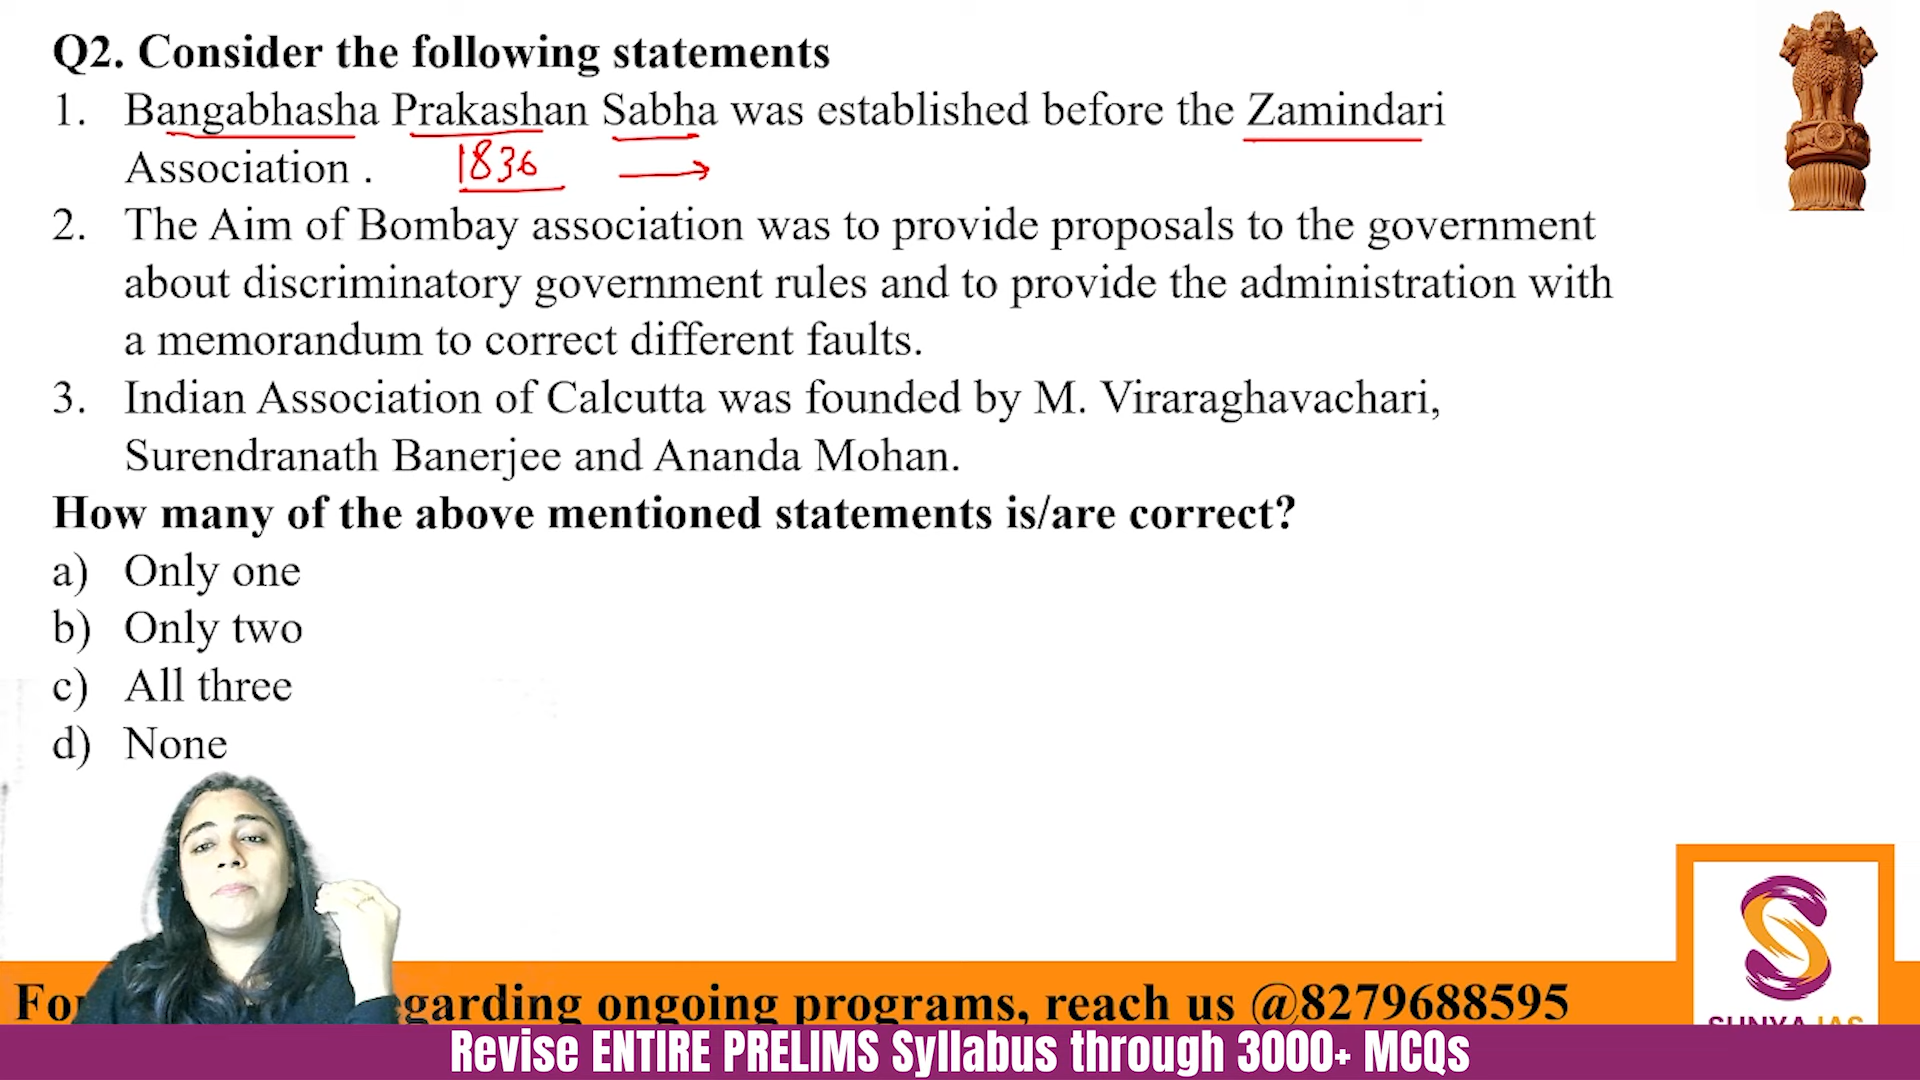 Q2. Consider the following statements
1. Bangabhasha Prakashan Sabha was established before the Zamindari
Association .
1836
2. The Aim of Bombay association was to provide proposals to the government
about discriminatory government rules and to provide the administration with
a memorandum to correct different faults.
3. Indian Association of Calcutta was founded by M. Viraraghavachari,
Surendranath Banerjee and Ananda Mohan.
How many of the above mentioned statements is/are correct?
a) Only one
b) Only two
c) All three
d) None
garding ongoing programs, reach us @8279688595
Revise ENTIRE PRELIMS Syllabus through 3000+ MCQs